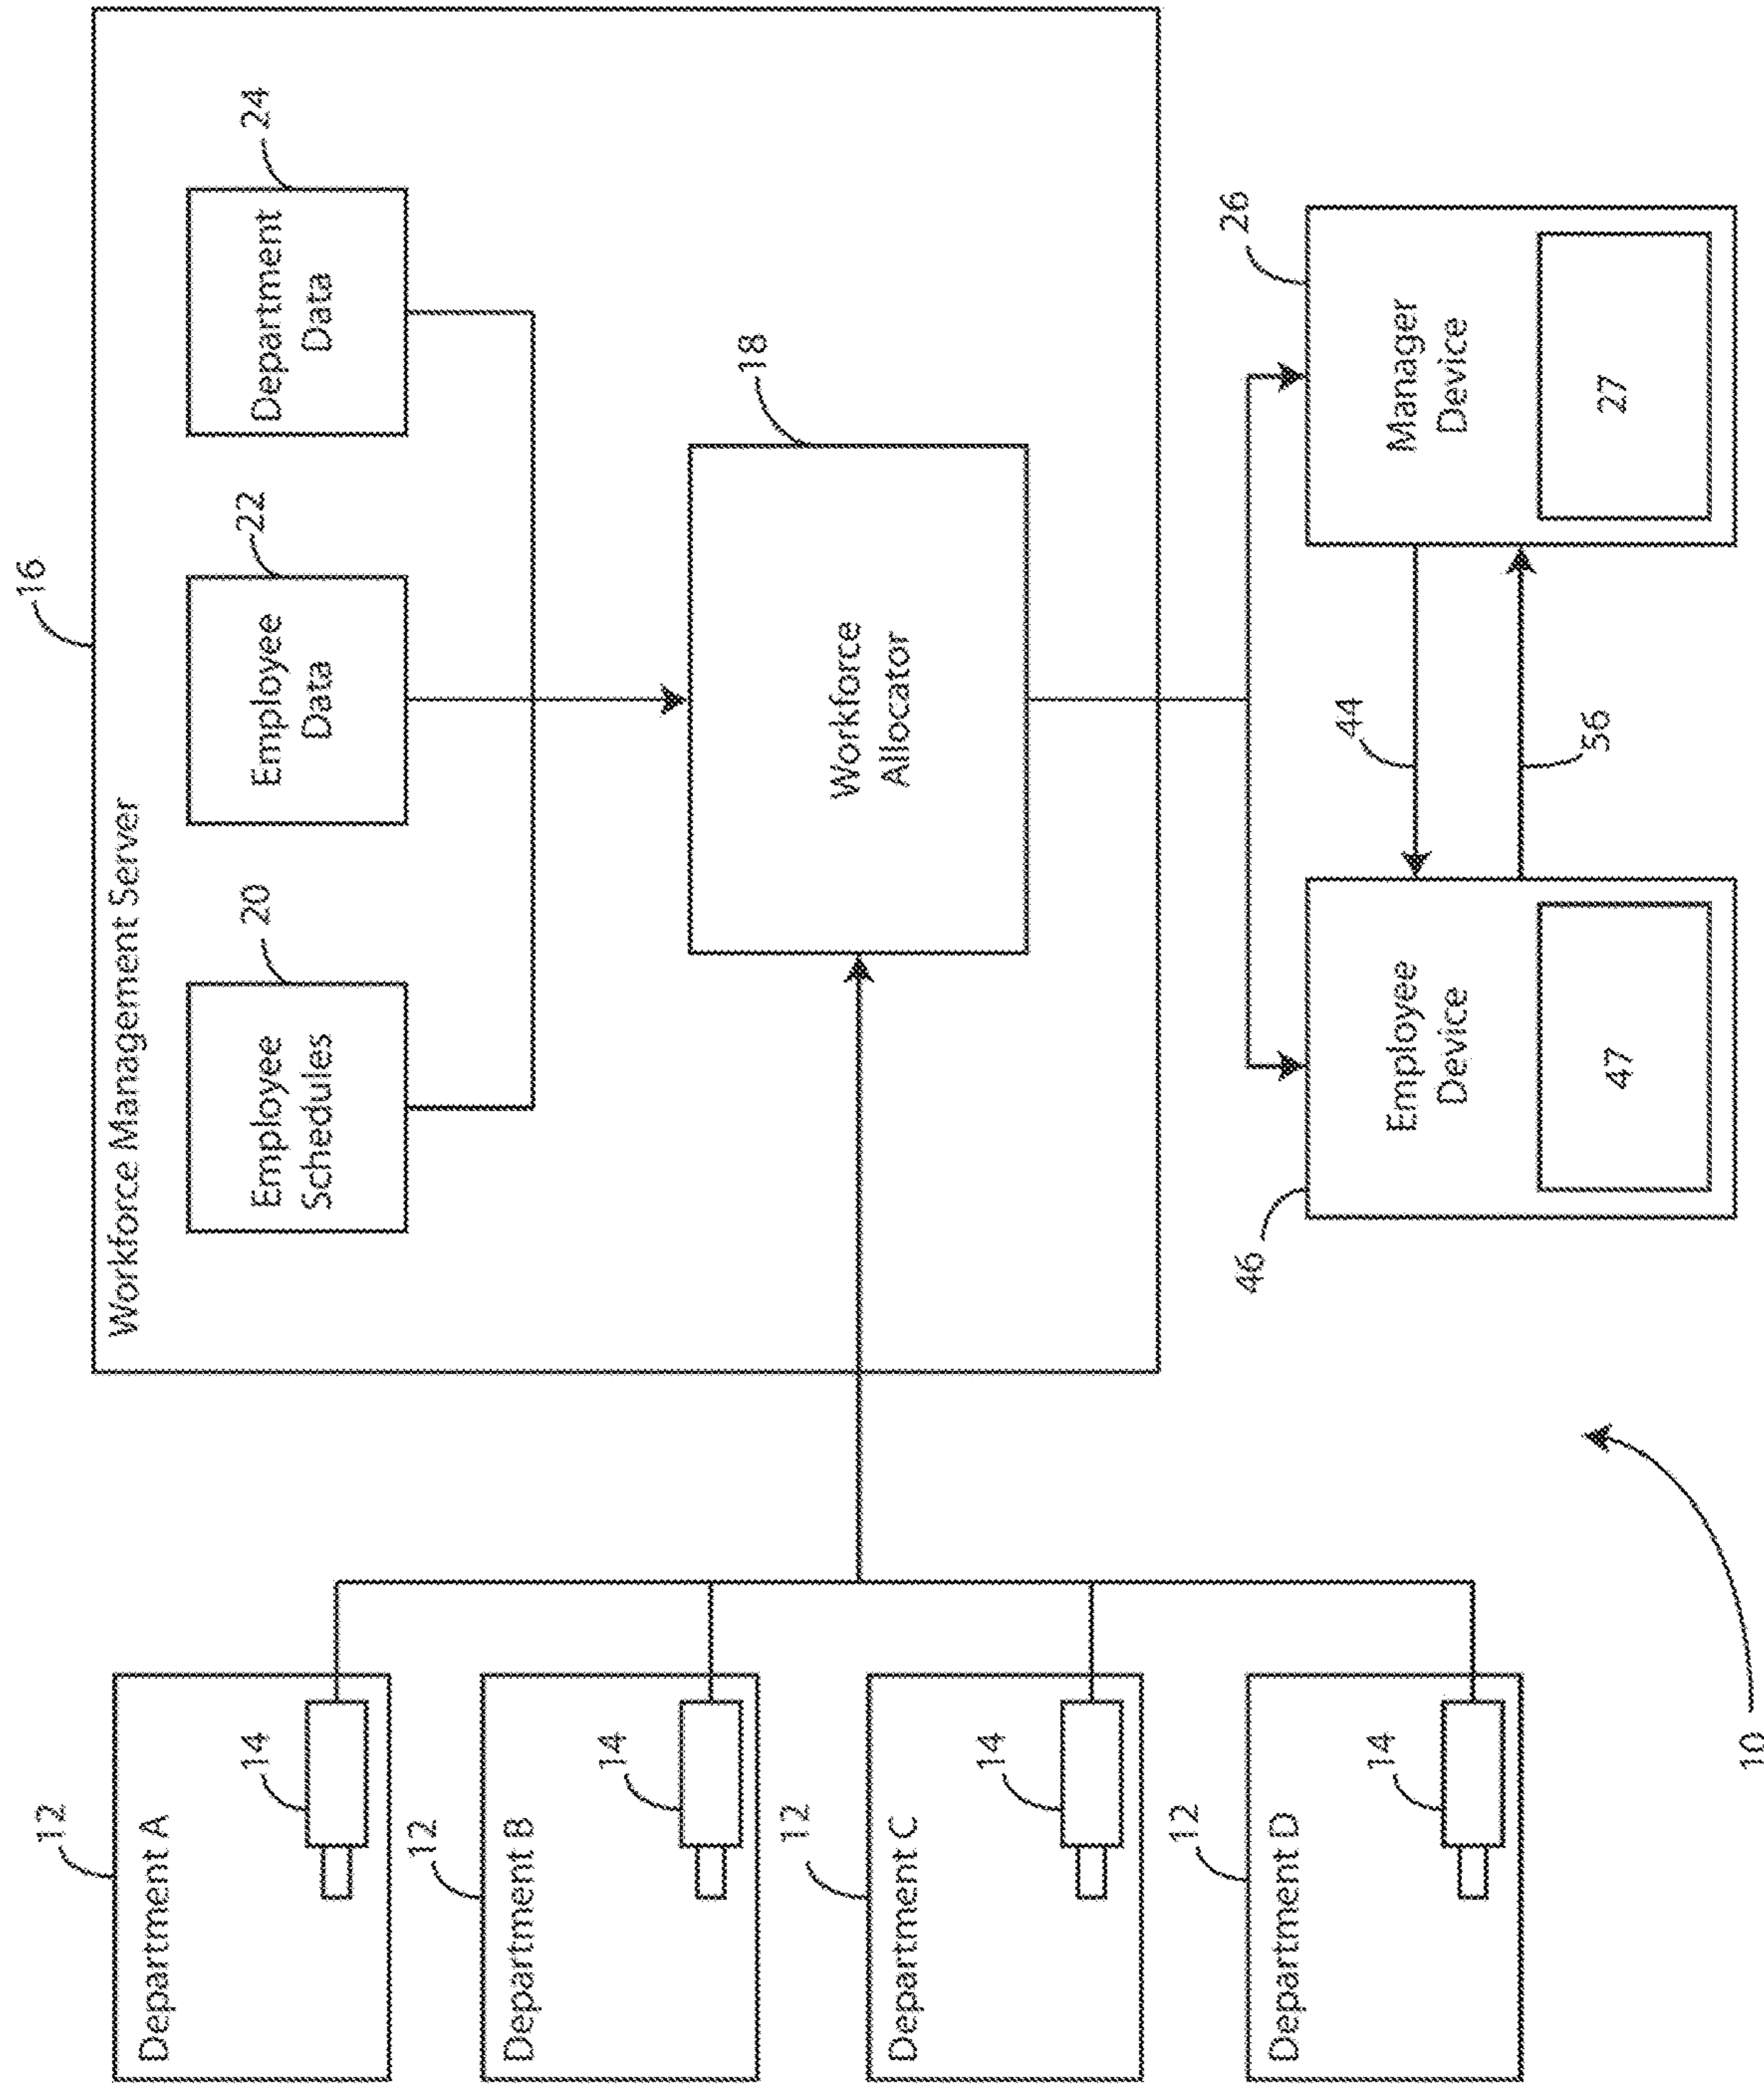 Workforce Management Server
16
Employee
Schedules
20
Employee
Data
22
Department
Data
24
Workforce
Allocator
18
Department A
12
14
Department B
12
14
Department C
12
14
Department D
12
14
Employee
Device
47
46
44
56
Manager
Device
27
26
10